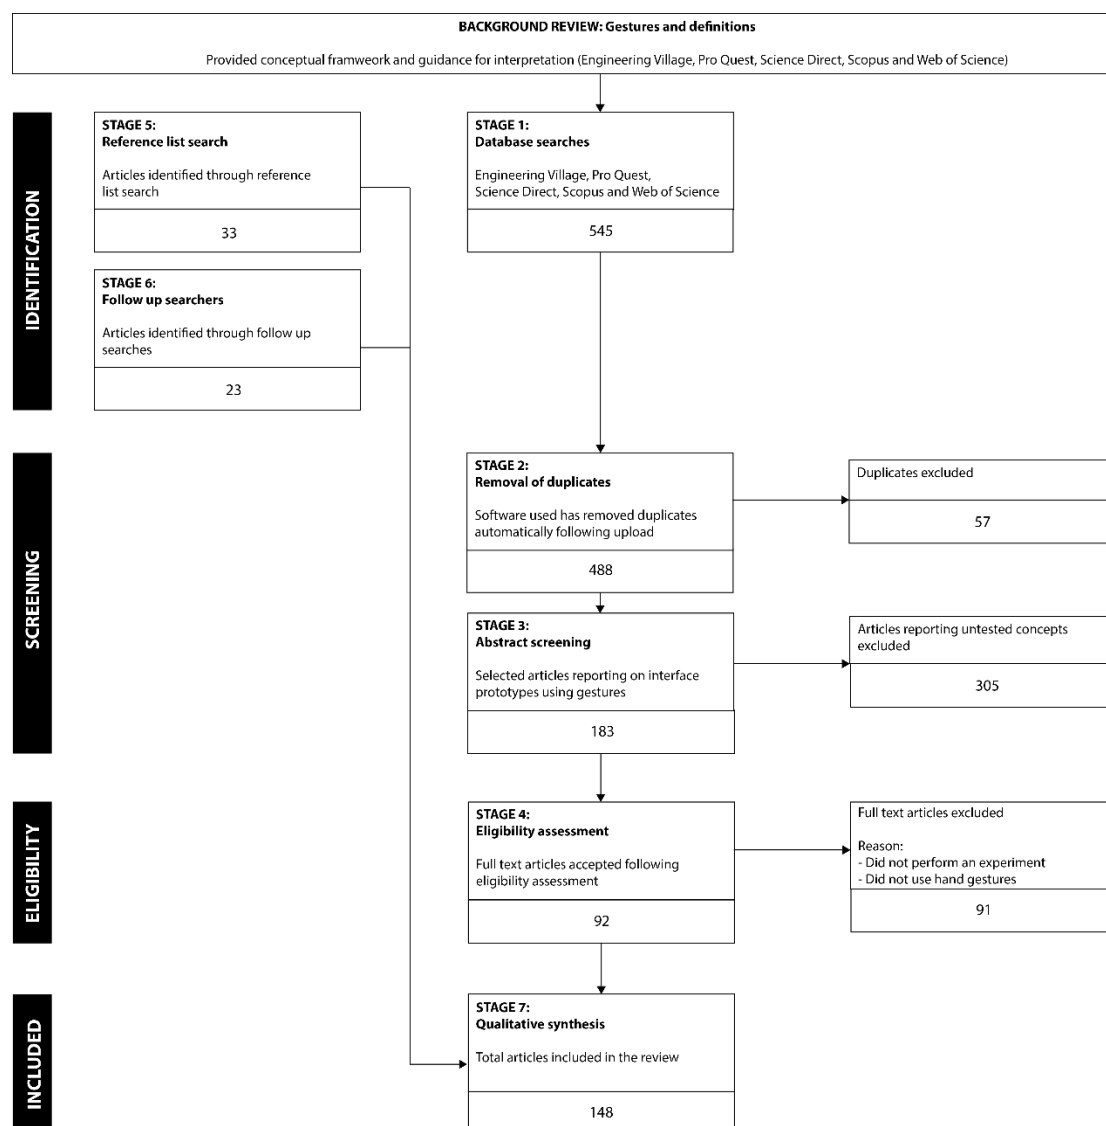 BACKGROUND REVIEW: Gestures and definitions
Provided conceptual framwework and guidance for interpretation (Engineering Village, Pro Quest, Science Direct, Scopus and Web of Science)
IDENTIFICATION
STAGE 5:
Reference list search
Articles identified through reference
list search
33
STAGE 6:
Follow up searchers
Articles identified through follow up
searches
23
STAGE 1:
Database searches
Engineering Village, Pro Quest,
Science Direct, Scopus and Web of Science
545
SCREENING
STAGE 2:
Removal of duplicates
Software used has removed duplicates
automatically following upload
488
Duplicates excluded
57
STAGE 3:
Abstract screening
Selected articles reporting on interface
prototypes using gestures
183
Articles reporting untested concepts
excluded
305
ELIGIBILITY
STAGE 4:
Eligibility assessment
Full text articles accepted following
eligibility assessment
92
Full text articles excluded
Reason:
- Did not perform an experiment
- Did not use hand gestures
91
INCLUDED
STAGE 7:
Qualitative synthesis
Total articles included in the review
148